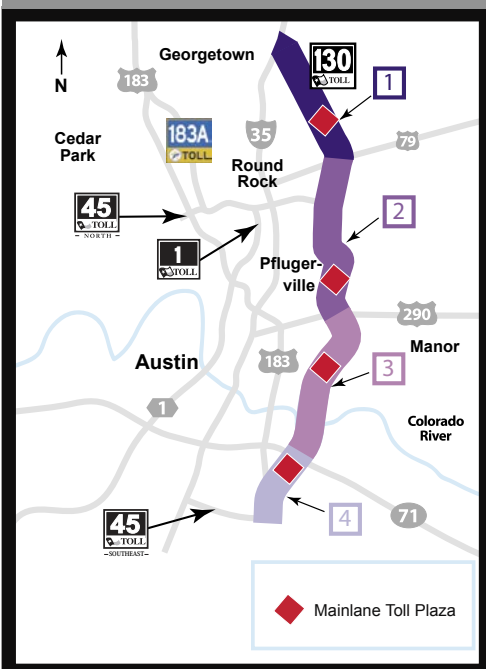 Georgetown
130
TOLL
1
N
183
Cedar
Park
183A
TOLL
35
79
Round
Rock
45
TOLL
NORTH
2
1
TOLL
Pfluger-
ville
290
Manor
Austin
183
3
1
Colorado
River
45
TOLL
SOUTHEAST
4
71
Mainlane Toll Plaza